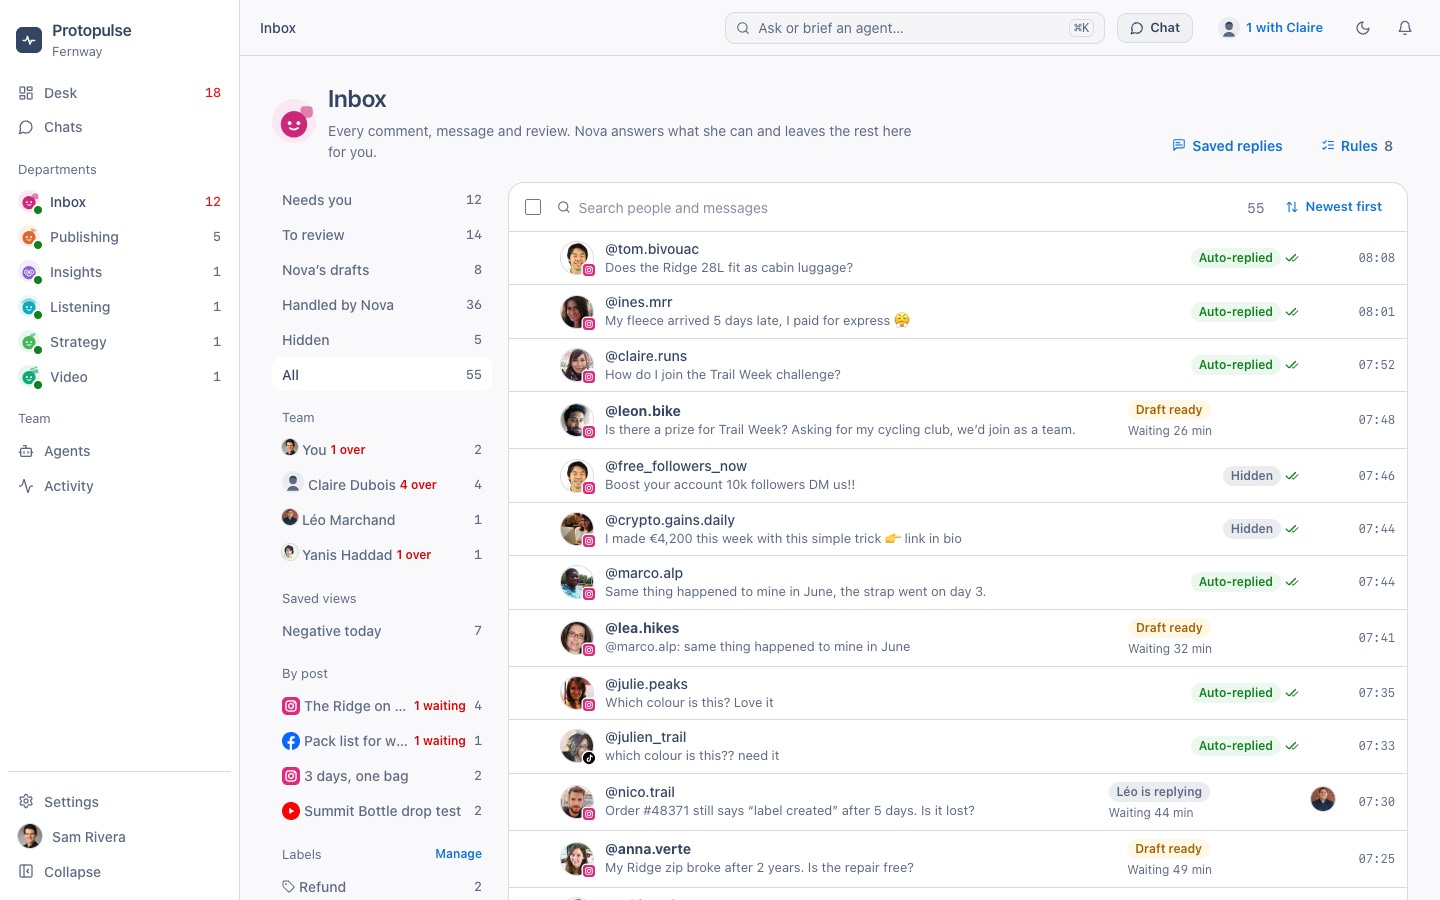 Protopulse
Fernway
Desk 18
Chats
Departments
Inbox 12
Publishing 5
Insights 1
Listening 1
Strategy 1
Video 1
Team
Agents
Activity
Settings
Sam Rivera
Collapse
Inbox
Ask or brief an agent…
⌘K
Chat
1 with Claire
Inbox
Every comment, message and review. Nova answers what she can and leaves the rest here
for you.
Saved replies
Rules 8
Needs you 12
To review 14
Nova's drafts 8
Handled by Nova 36
Hidden 5
All 55
Team
You 1 over 2
Claire Dubois 4 over 4
Léo Marchand 1
Yanis Haddad 1 over 1
Saved views
Negative today 7
By post
The Ridge on … 1 waiting 4
Pack list for w… 1 waiting 1
3 days, one bag 2
Summit Bottle drop test 2
Labels Manage
Refund 2
Search people and messages 55 Newest first
@tom.bivouac
Does the Ridge 28L fit as cabin luggage?
Auto-replied 08:08
@ines.mrr
My fleece arrived 5 days late, I paid for express 😤
Auto-replied 08:01
@claire.runs
How do I join the Trail Week challenge?
Auto-replied 07:52
@leon.bike
Is there a prize for Trail Week? Asking for my cycling club, we'd join as a team.
Draft ready
Waiting 26 min
07:48
@free_followers_now
Boost your account 10k followers DM us!!
Hidden 07:46
@crypto.gains.daily
I made €4,200 this week with this simple trick 👉 link in bio
Hidden 07:44
@marco.alp
Same thing happened to mine in June, the strap went on day 3.
Auto-replied 07:44
@lea.hikes
@marco.alp: same thing happened to mine in June
Draft ready
Waiting 32 min
07:41
@julie.peaks
Which colour is this? Love it
Auto-replied 07:35
@julien_trail
which colour is this?? need it
Auto-replied 07:33
@nico.trail
Order #48371 still says “label created” after 5 days. Is it lost?
Léo is replying
Waiting 44 min
07:30
@anna.verte
My Ridge zip broke after 2 years. Is the repair free?
Draft ready
Waiting 49 min
07:25